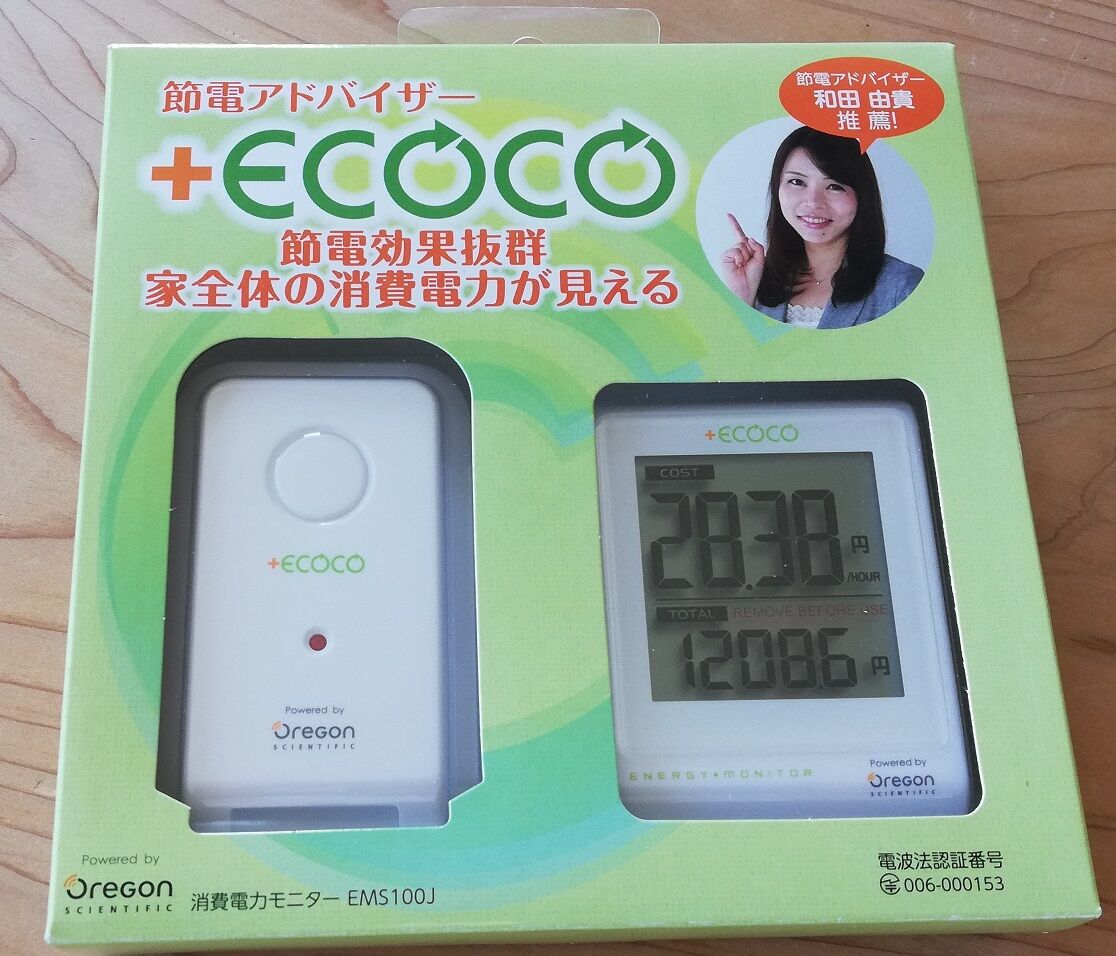 節電アドバイザー
+ECOCO
節電効果抜群
家全体の消費電力が見える
節電アドバイザー
和田 由貴
推 薦!
+ECOCO
Powered by
Oregon
SCIENTIFIC
+ECOCO
COST
28.38円
/HOUR
TOTAL REMOVE BEFORE USE
1208.6円
ENERGY MONITOR
Powered by
Oregon
SCIENTIFIC
Powered by
Oregon
SCIENTIFIC
消費電力モニター EMS100J
電波法認証番号
006-000153